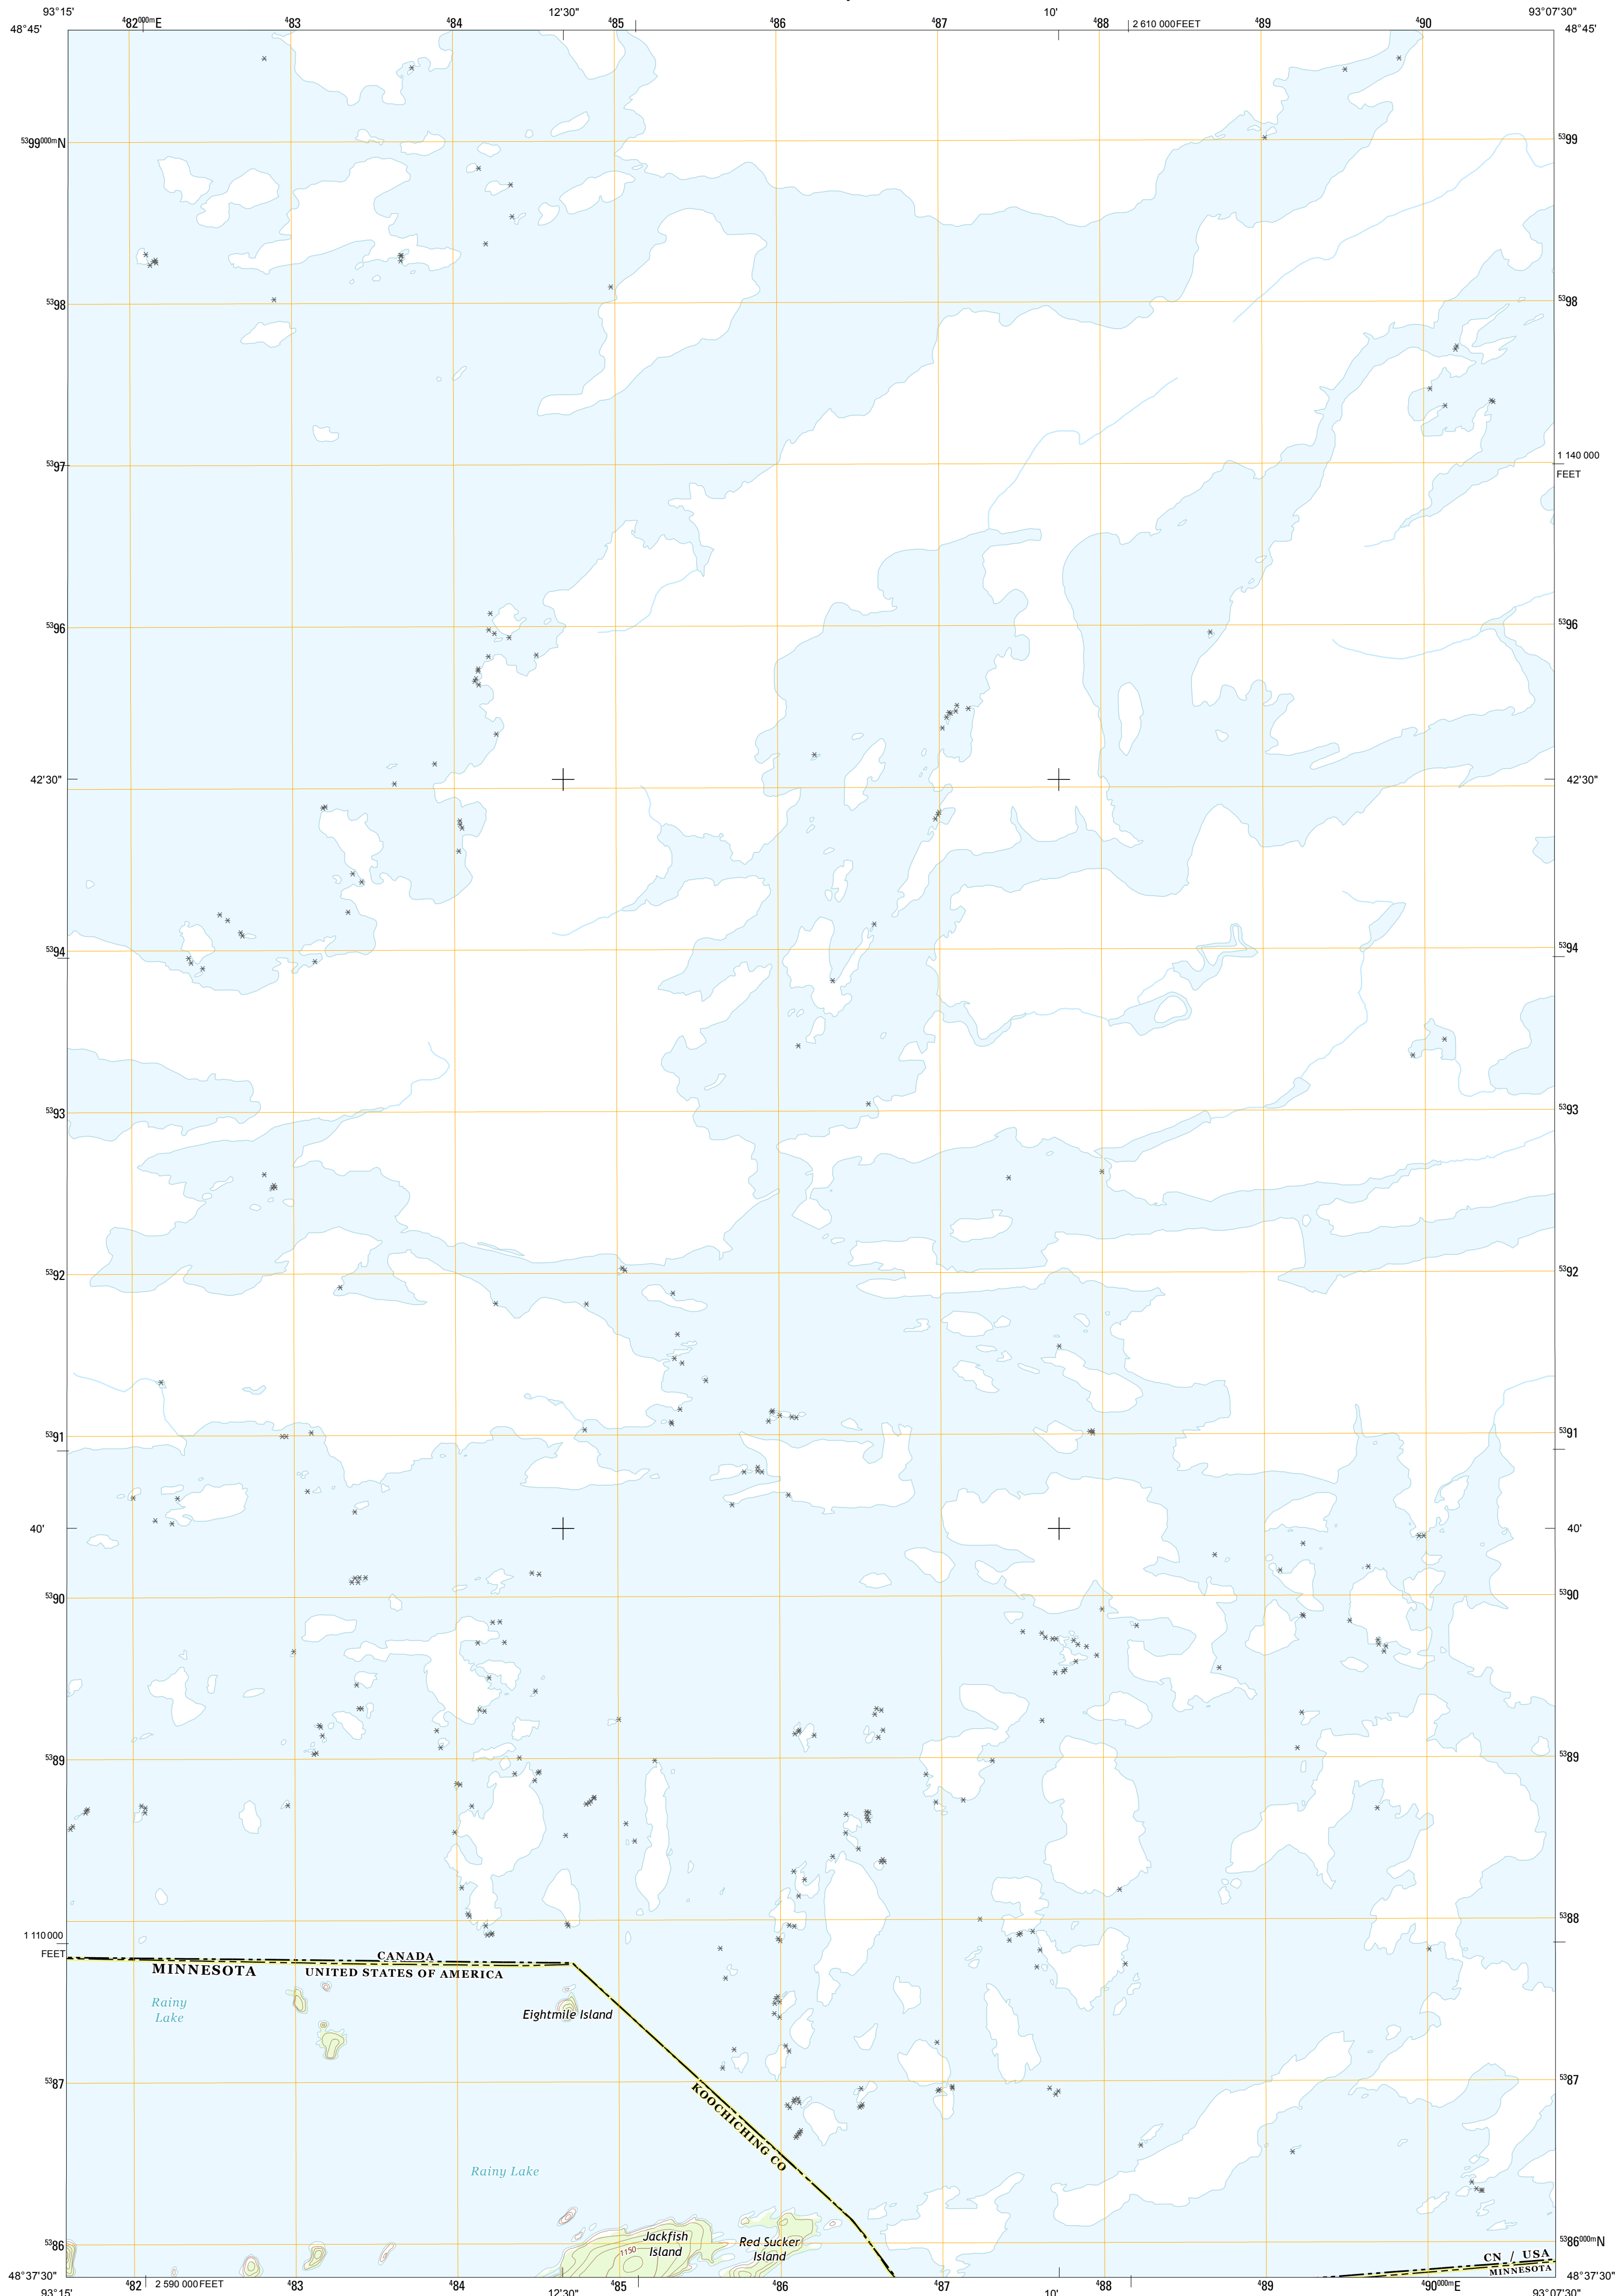 93°15' ⁴82⁰⁰⁰ᵐE ⁴83 ⁴84 12'30" ⁴85 ⁴86 ⁴87 10' ⁴88 2 610 000 FEET ⁴89 ⁴90 93°07'30"
48°45' 48°45'
⁵³99⁰⁰⁰ᵐN ⁵³99
⁵³98 ⁵³98
⁵³97 1 140 000
FEET
⁵³96 ⁵³96
42'30" 42'30"
⁵³94 ⁵³94
⁵³93 ⁵³93
⁵³92 ⁵³92
⁵³91 ⁵³91
40' 40'
⁵³90 ⁵³90
⁵³89 ⁵³89
⁵³88
1 110 000
FEET
CANADA
MINNESOTA UNITED STATES OF AMERICA
Rainy
Lake
Eightmile Island
⁵³87 ⁵³87
KOOCHICHING CO
Rainy Lake
Jackfish
Island
Red Sucker
Island
1150
⁵³86 ⁵³86⁰⁰⁰ᵐN
CN / USA
MINNESOTA
48°37'30" 48°37'30"
93°15' ⁴82 2 590 000 FEET ⁴83 ⁴84 12'30" ⁴85 ⁴86 ⁴87 10' ⁴88 ⁴89 ⁴90⁰⁰⁰ᵐE 93°07'30"